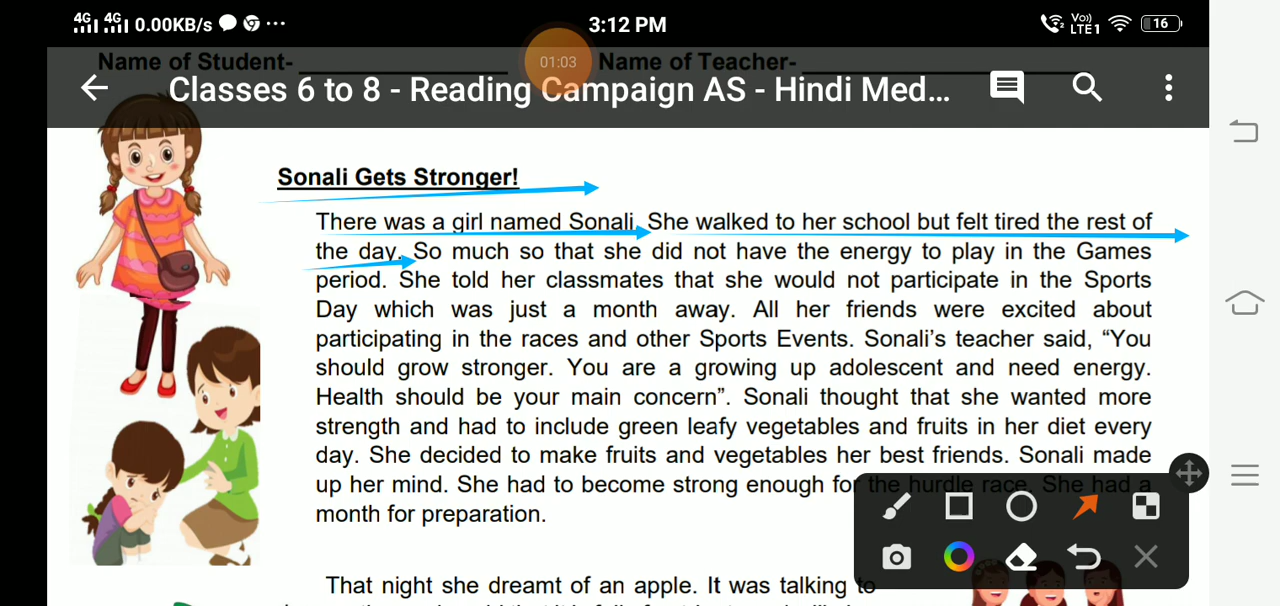 4G 4G 0.00KB/s ... 3:12 PM Vo)) LTE1 16
Name of Student- Name of Teacher-
01:03
Classes 6 to 8 - Reading Campaign AS - Hindi Med...
Sonali Gets Stronger!
There was a girl named Sonali. She walked to her school but felt tired the rest of
the day. So much so that she did not have the energy to play in the Games
period. She told her classmates that she would not participate in the Sports
Day which was just a month away. All her friends were excited about
participating in the races and other Sports Events. Sonali's teacher said, “You
should grow stronger. You are a growing up adolescent and need energy.
Health should be your main concern”. Sonali thought that she wanted more
strength and had to include green leafy vegetables and fruits in her diet every
day. She decided to make fruits and vegetables her best friends. Sonali made
up her mind. She had to become strong enough for the hurdle race. She had a
month for preparation.
That night she dreamt of an apple. It was talking to